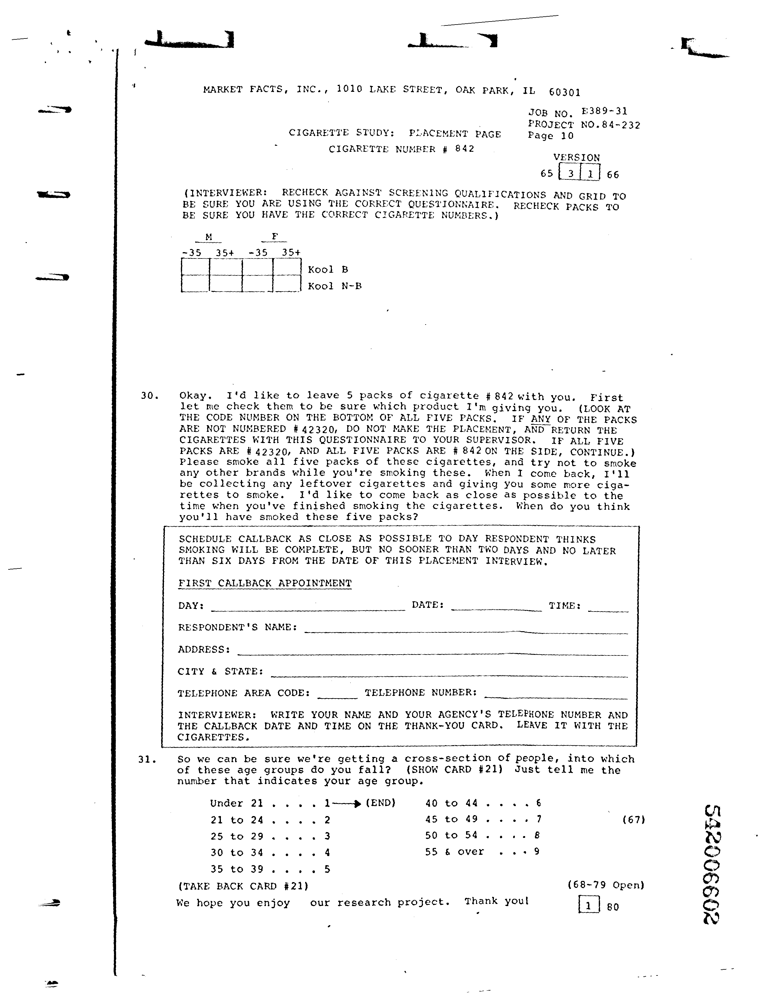 MARKET FACTS, INC., 1010 LAKE STREET, OAK PARK, IL 60301
JOB NO. E389-31
PROJECT NO.84-232
CIGARETTE STUDY: PLACEMENT PAGE Page 10
CIGARETTE NUMBER # 842
VERSION
65 3 1 66
(INTERVIEWER: RECHECK AGAINST SCREENING QUALIFICATIONS AND GRID TO
BE SURE YOU ARE USING THE CORRECT QUESTIONNAIRE. RECHECK PACKS TO
BE SURE YOU HAVE THE CORRECT CIGARETTE NUMBERS.)
M F
-35 35+ -35 35+
Kool B
Kool N-B
30. Okay. I'd like to leave 5 packs of cigarette #842 with you. First
let me check them to be sure which product I'm giving you. (LOOK AT
THE CODE NUMBER ON THE BOTTOM OF ALL FIVE PACKS. IF ANY OF THE PACKS
ARE NOT NUMBERED #42320, DO NOT MAKE THE PLACEMENT, AND RETURN THE
CIGARETTES WITH THIS QUESTIONNAIRE TO YOUR SUPERVISOR. IF ALL FIVE
PACKS ARE #42320, AND ALL FIVE PACKS ARE #842 ON THE SIDE, CONTINUE.)
Please smoke all five packs of these cigarettes, and try not to smoke
any other brands while you're smoking these. When I come back, I'll
be collecting any leftover cigarettes and giving you some more ciga-
rettes to smoke. I'd like to come back as close as possible to the
time when you've finished smoking the cigarettes. When do you think
you'll have smoked these five packs?
SCHEDULE CALLBACK AS CLOSE AS POSSIBLE TO DAY RESPONDENT THINKS
SMOKING WILL BE COMPLETE, BUT NO SOONER THAN TWO DAYS AND NO LATER
THAN SIX DAYS FROM THE DATE OF THIS PLACEMENT INTERVIEW.
FIRST CALLBACK APPOINTMENT
DAY: DATE: TIME:
RESPONDENT'S NAME:
ADDRESS:
CITY & STATE:
TELEPHONE AREA CODE: TELEPHONE NUMBER:
INTERVIEWER: WRITE YOUR NAME AND YOUR AGENCY'S TELEPHONE NUMBER AND
THE CALLBACK DATE AND TIME ON THE THANK-YOU CARD. LEAVE IT WITH THE
CIGARETTES.
31. So we can be sure we're getting a cross-section of people, into which
of these age groups do you fall? (SHOW CARD #21) Just tell me the
number that indicates your age group.
Under 21 . . . . 1 → (END) 40 to 44 . . . . 6
21 to 24 . . . . 2 45 to 49 . . . . 7 (67)
25 to 29 . . . . 3 50 to 54 . . . . 8
30 to 34 . . . . 4 55 & over . . . 9
35 to 39 . . . . 5
(TAKE BACK CARD #21) (68-79 Open)
We hope you enjoy our research project. Thank you! 1 80
542006602